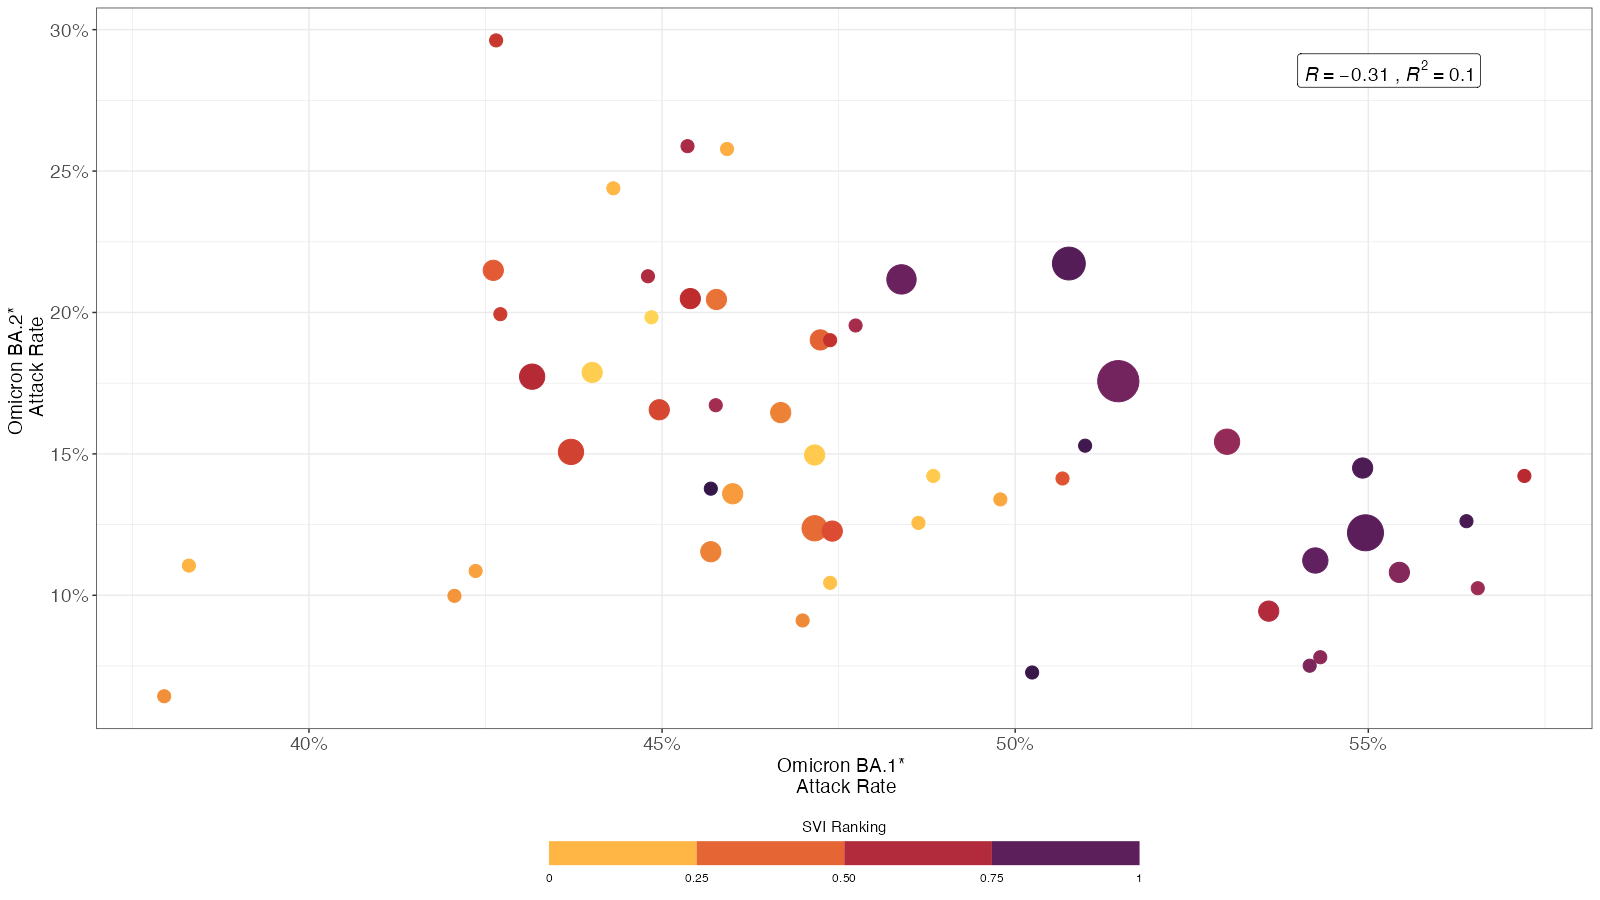 30%
25%
20%
15%
10%
Omicron BA.2*
Attack Rate
R = −0.31 , R² = 0.1
40%
45%
50%
55%
Omicron BA.1*
Attack Rate
SVI Ranking
0
0.25
0.50
0.75
1